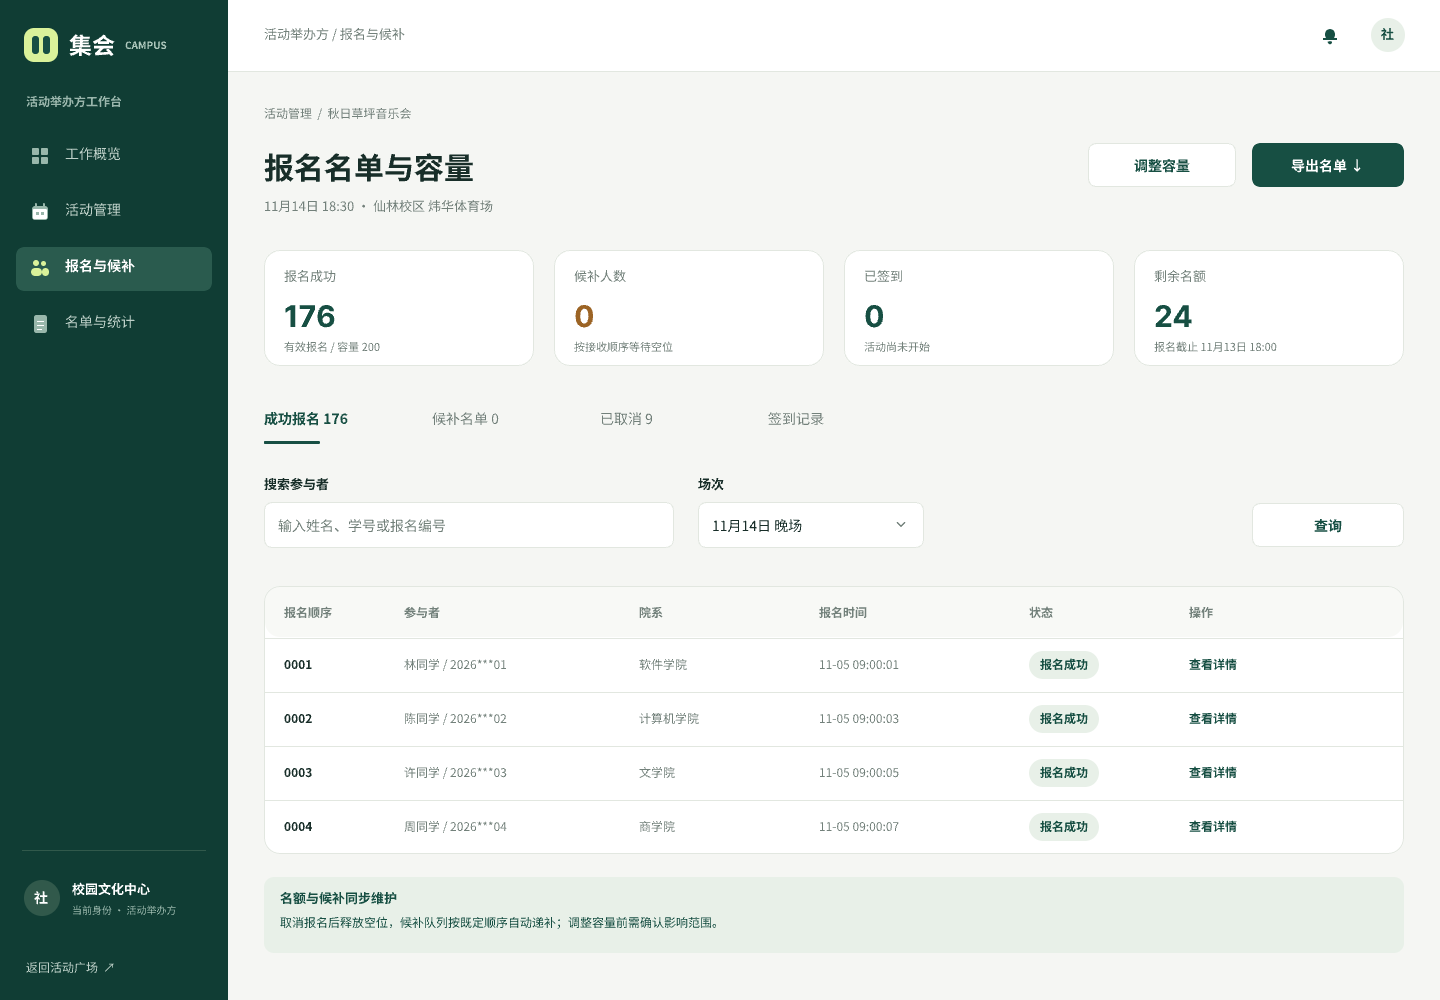 集会 CAMPUS
活动举办方工作台
工作概览
活动管理
报名与候补
名单与统计
校园文化中心
社
当前身份 · 活动举办方
返回活动广场 ↗
活动举办方 / 报名与候补
社
活动管理 / 秋日草坪音乐会
报名名单与容量
调整容量
导出名单 ↓
11月14日 18:30 · 仙林校区 炜华体育场
报名成功
176
有效报名 / 容量 200
候补人数
0
按接收顺序等待空位
已签到
0
活动尚未开始
剩余名额
24
报名截止 11月13日 18:00
成功报名 176 候补名单 0 已取消 9 签到记录
搜索参与者 场次
输入姓名、学号或报名编号 11月14日 晚场 查询
报名顺序 参与者 院系 报名时间 状态 操作
0001 林同学 / 2026***01 软件学院 11-05 09:00:01 报名成功 查看详情
0002 陈同学 / 2026***02 计算机学院 11-05 09:00:03 报名成功 查看详情
0003 许同学 / 2026***03 文学院 11-05 09:00:05 报名成功 查看详情
0004 周同学 / 2026***04 商学院 11-05 09:00:07 报名成功 查看详情
名额与候补同步维护
取消报名后释放空位，候补队列按既定顺序自动递补；调整容量前需确认影响范围。